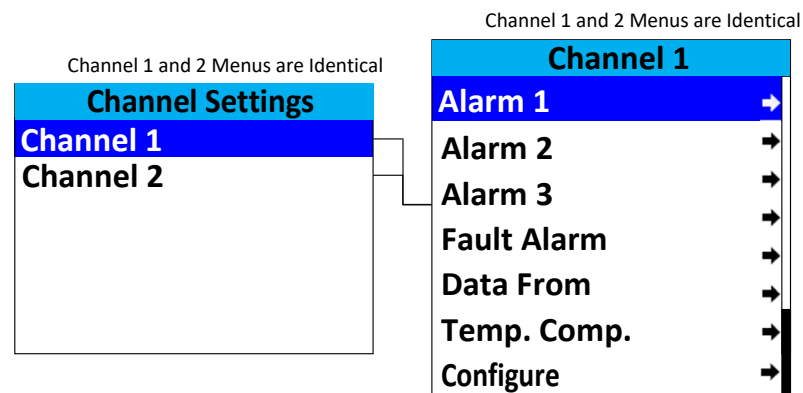 Channel 1 and 2 Menus are Identical
Channel Settings
Channel 1
Channel 2
Channel 1 and 2 Menus are Identical
Channel 1
Alarm 1
Alarm 2
Alarm 3
Fault Alarm
Data From
Temp. Comp.
Configure